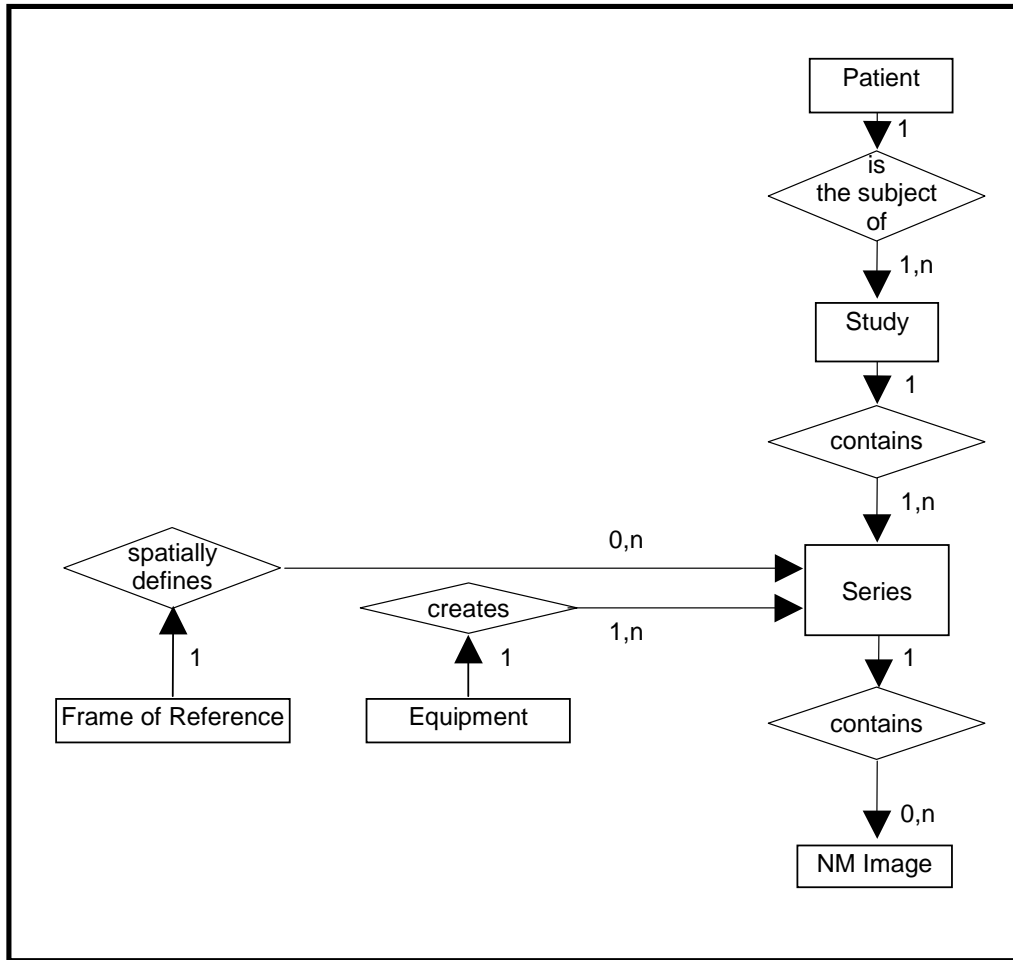 Patient
1
is
the subject
of
1,n
Study
1
contains
1,n
spatially
defines
0,n
Series
creates
1,n
1
1
1
Frame of Reference
Equipment
contains
0,n
NM Image